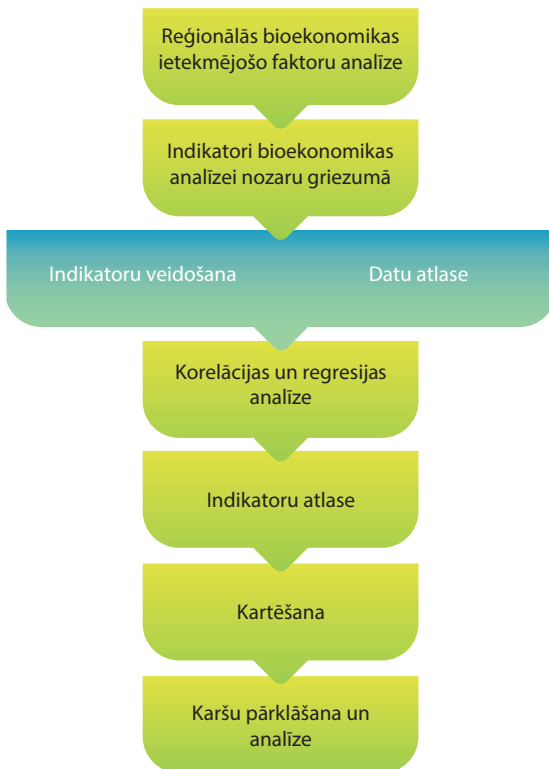 Reģionālās bioekonomikas
ietekmējošo faktoru analīze
Indikatori bioekonomikas
analīzei nozaru griezumā
Indikatoru veidošana
Datu atlase
Korelācijas un regresijas
analīze
Indikatoru atlase
Kartēšana
Karšu pārklāšana un
analīze